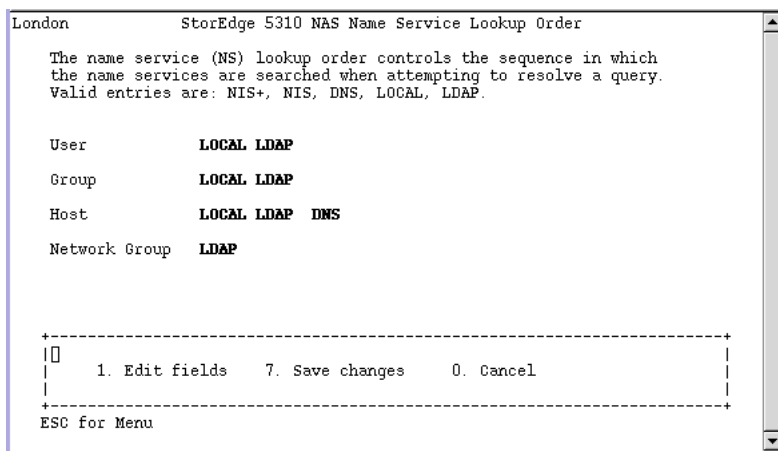 London StorEdge 5310 NAS Name Service Lookup Order
The name service (NS) lookup order controls the sequence in which
the name services are searched when attempting to resolve a query.
Valid entries are: NIS+, NIS, DNS, LOCAL, LDAP.
User LOCAL LDAP
Group LOCAL LDAP
Host LOCAL LDAP DNS
Network Group LDAP
1. Edit fields 7. Save changes 0. Cancel
ESC for Menu